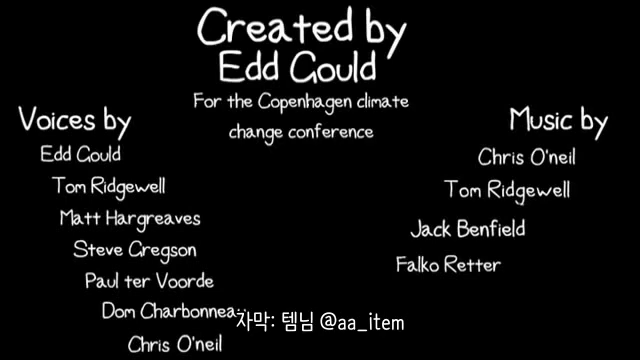 Created by
Edd Gould
For the Copenhagen climate
change conference
Voices by
Edd Gould
Tom Ridgewell
Matt Hargreaves
Steve Gregson
Paul ter Voorde
Dom Charbonnea
Chris O'neil
Music by
Chris O'neil
Tom Ridgewell
Jack Benfield
Falko Retter
자막: 템님 @aa_item